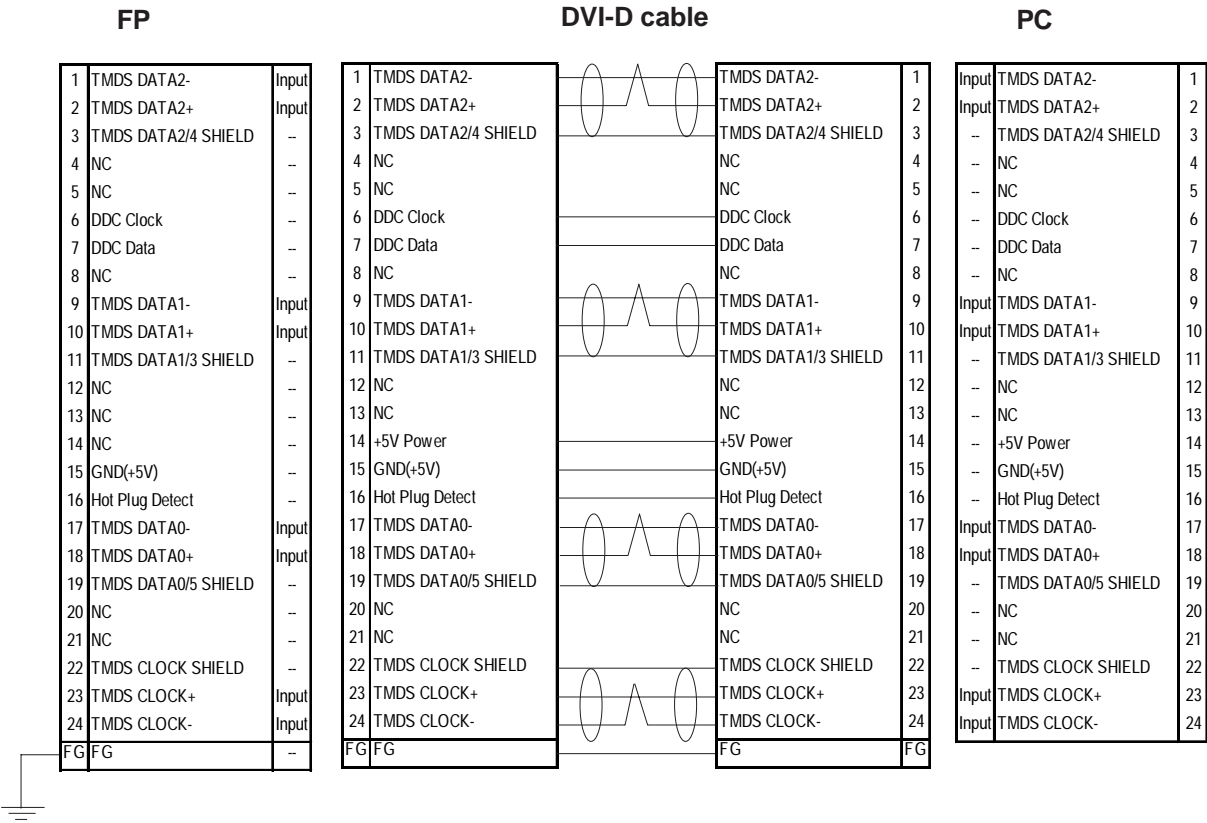 FP DVI-D cable PC
1 TMDS DATA2- Input 1 TMDS DATA2- TMDS DATA2- 1 Input TMDS DATA2- 1
2 TMDS DATA2+ Input 2 TMDS DATA2+ TMDS DATA2+ 2 Input TMDS DATA2+ 2
3 TMDS DATA2/4 SHIELD -- 3 TMDS DATA2/4 SHIELD TMDS DATA2/4 SHIELD 3 -- TMDS DATA2/4 SHIELD 3
4 NC -- 4 NC NC 4 -- NC 4
5 NC -- 5 NC NC 5 -- NC 5
6 DDC Clock -- 6 DDC Clock DDC Clock 6 -- DDC Clock 6
7 DDC Data -- 7 DDC Data DDC Data 7 -- DDC Data 7
8 NC -- 8 NC NC 8 -- NC 8
9 TMDS DATA1- Input 9 TMDS DATA1- TMDS DATA1- 9 Input TMDS DATA1- 9
10 TMDS DATA1+ Input 10 TMDS DATA1+ TMDS DATA1+ 10 Input TMDS DATA1+ 10
11 TMDS DATA1/3 SHIELD -- 11 TMDS DATA1/3 SHIELD TMDS DATA1/3 SHIELD 11 -- TMDS DATA1/3 SHIELD 11
12 NC -- 12 NC NC 12 -- NC 12
13 NC -- 13 NC NC 13 -- NC 13
14 NC -- 14 +5V Power +5V Power 14 -- +5V Power 14
15 GND(+5V) -- 15 GND(+5V) GND(+5V) 15 -- GND(+5V) 15
16 Hot Plug Detect -- 16 Hot Plug Detect Hot Plug Detect 16 -- Hot Plug Detect 16
17 TMDS DATA0- Input 17 TMDS DATA0- TMDS DATA0- 17 Input TMDS DATA0- 17
18 TMDS DATA0+ Input 18 TMDS DATA0+ TMDS DATA0+ 18 Input TMDS DATA0+ 18
19 TMDS DATA0/5 SHIELD -- 19 TMDS DATA0/5 SHIELD TMDS DATA0/5 SHIELD 19 -- TMDS DATA0/5 SHIELD 19
20 NC -- 20 NC NC 20 -- NC 20
21 NC -- 21 NC NC 21 -- NC 21
22 TMDS CLOCK SHIELD -- 22 TMDS CLOCK SHIELD TMDS CLOCK SHIELD 22 -- TMDS CLOCK SHIELD 22
23 TMDS CLOCK+ Input 23 TMDS CLOCK+ TMDS CLOCK+ 23 Input TMDS CLOCK+ 23
24 TMDS CLOCK- Input 24 TMDS CLOCK- TMDS CLOCK- 24 Input TMDS CLOCK- 24
FG FG -- FG FG FG FG